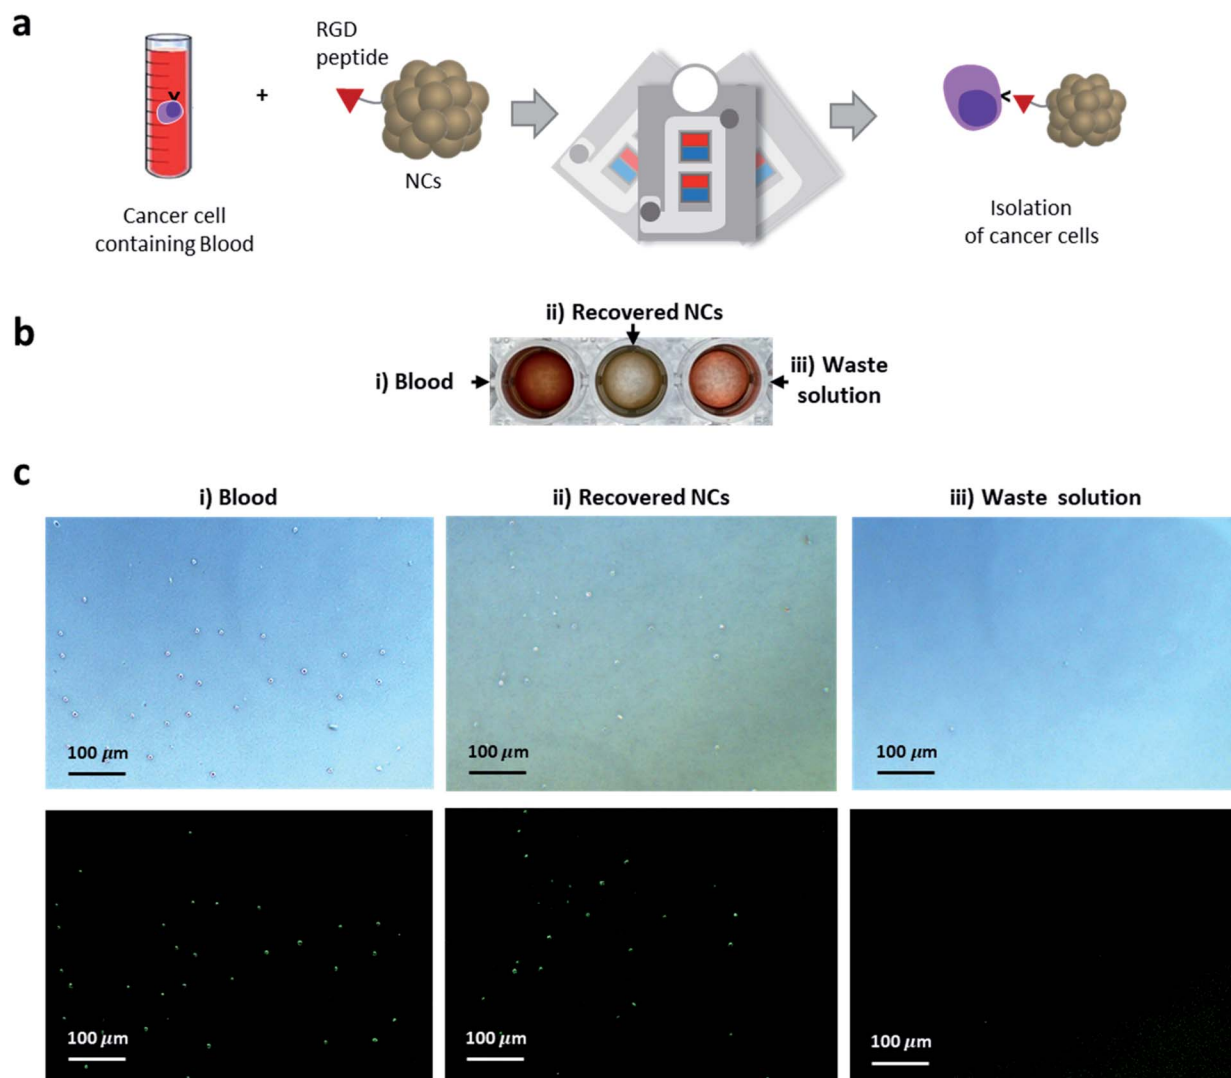 a
RGD
peptide
+
NCs
Cancer cell
containing Blood
Isolation
of cancer cells
b
ii) Recovered NCs
i) Blood
iii) Waste
solution
c
i) Blood
ii) Recovered NCs
iii) Waste solution
100 μm
100 μm
100 μm
100 μm
100 μm
100 μm